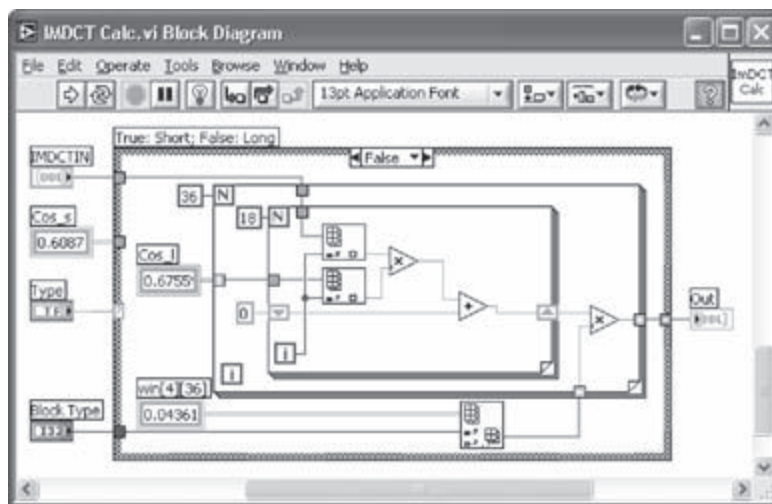 IMDCT Calc.vi Block Diagram
File Edit Operate Tools Browse Window Help
13pt Application Font
ImDCT
Calc
True: Short; False: Long
False
IMDCTIN
36 N
18 N
Cos_s
0.6087
Cos_l
0.6755
Type
TF
0
Out
i
i
win[4][36]
0.04361
Block Type
I32